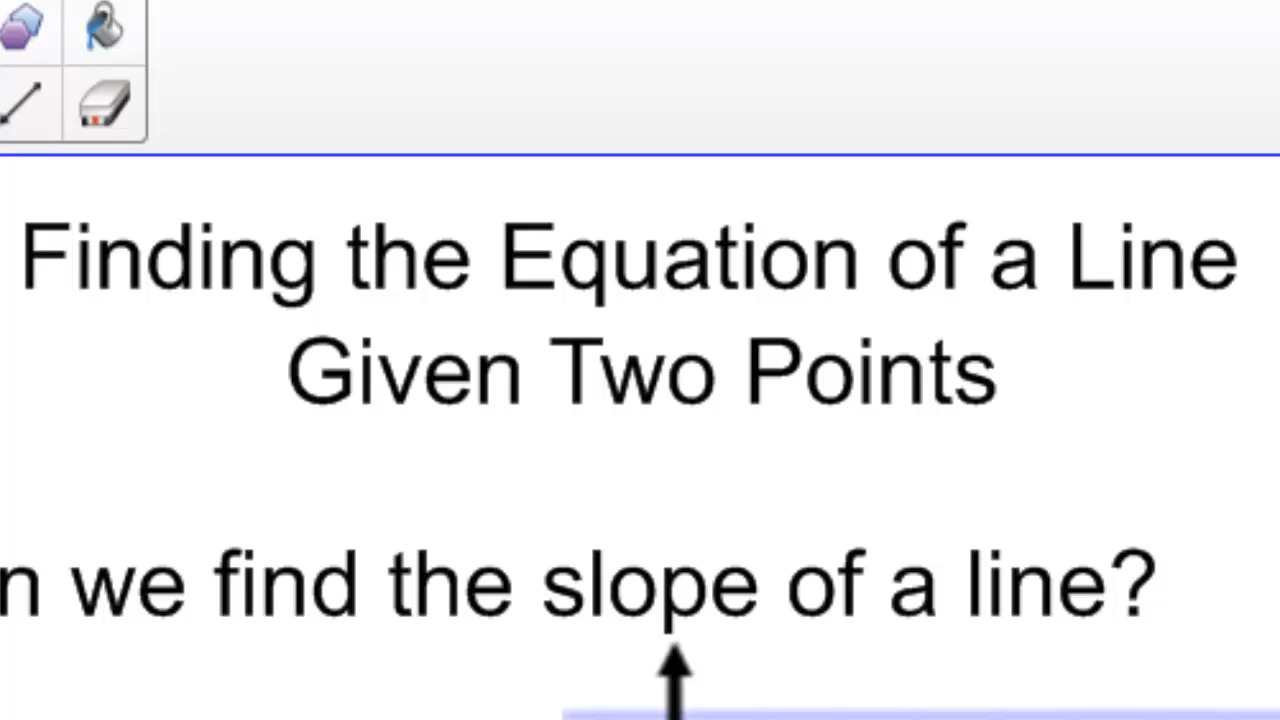 Finding the Equation of a Line
Given Two Points
we find the slope of a line?